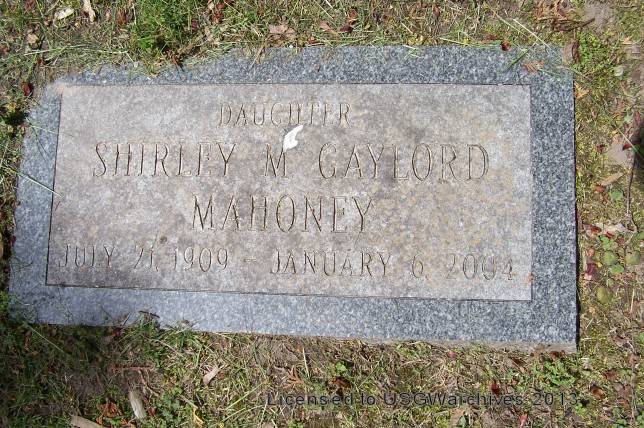 DAUGHTER
SHIRLEY M GAYLORD
MAHONEY
JULY 21, 1909 - JANUARY 6, 2004
Licensed to USGWarchives 2013